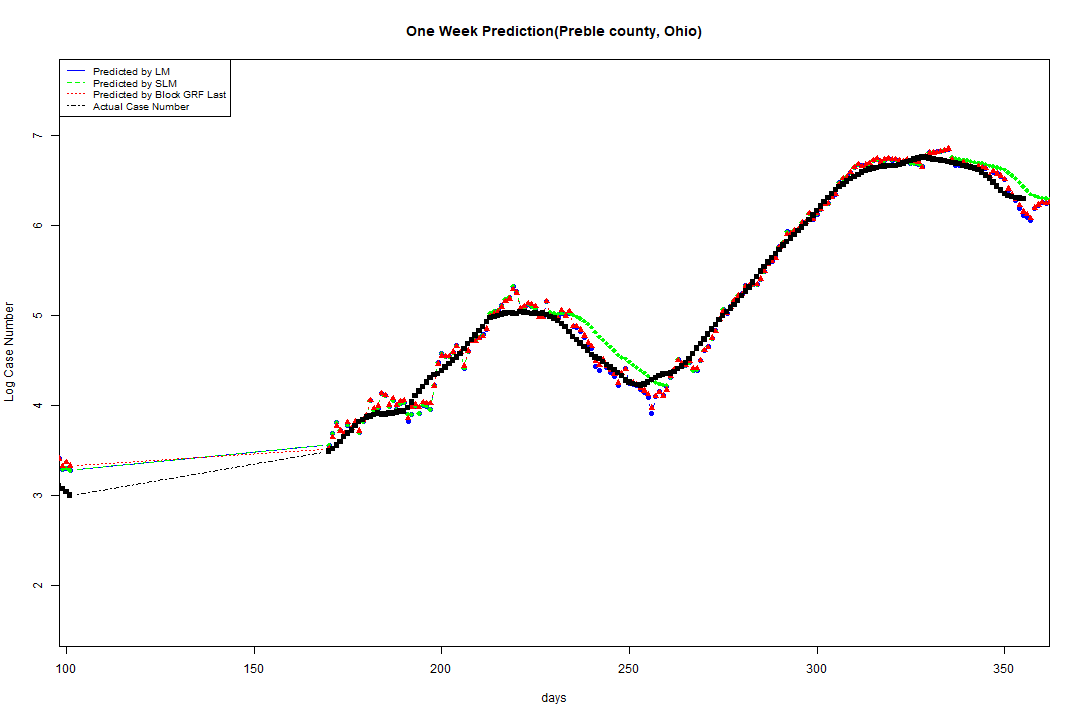 One Week Prediction(Preble county, Ohio)
Predicted by LM
Predicted by SLM
Predicted by Block GRF Last
Actual Case Number
7
6
5
4
3
2
Log Case Number
100 150 200 250 300 350
days